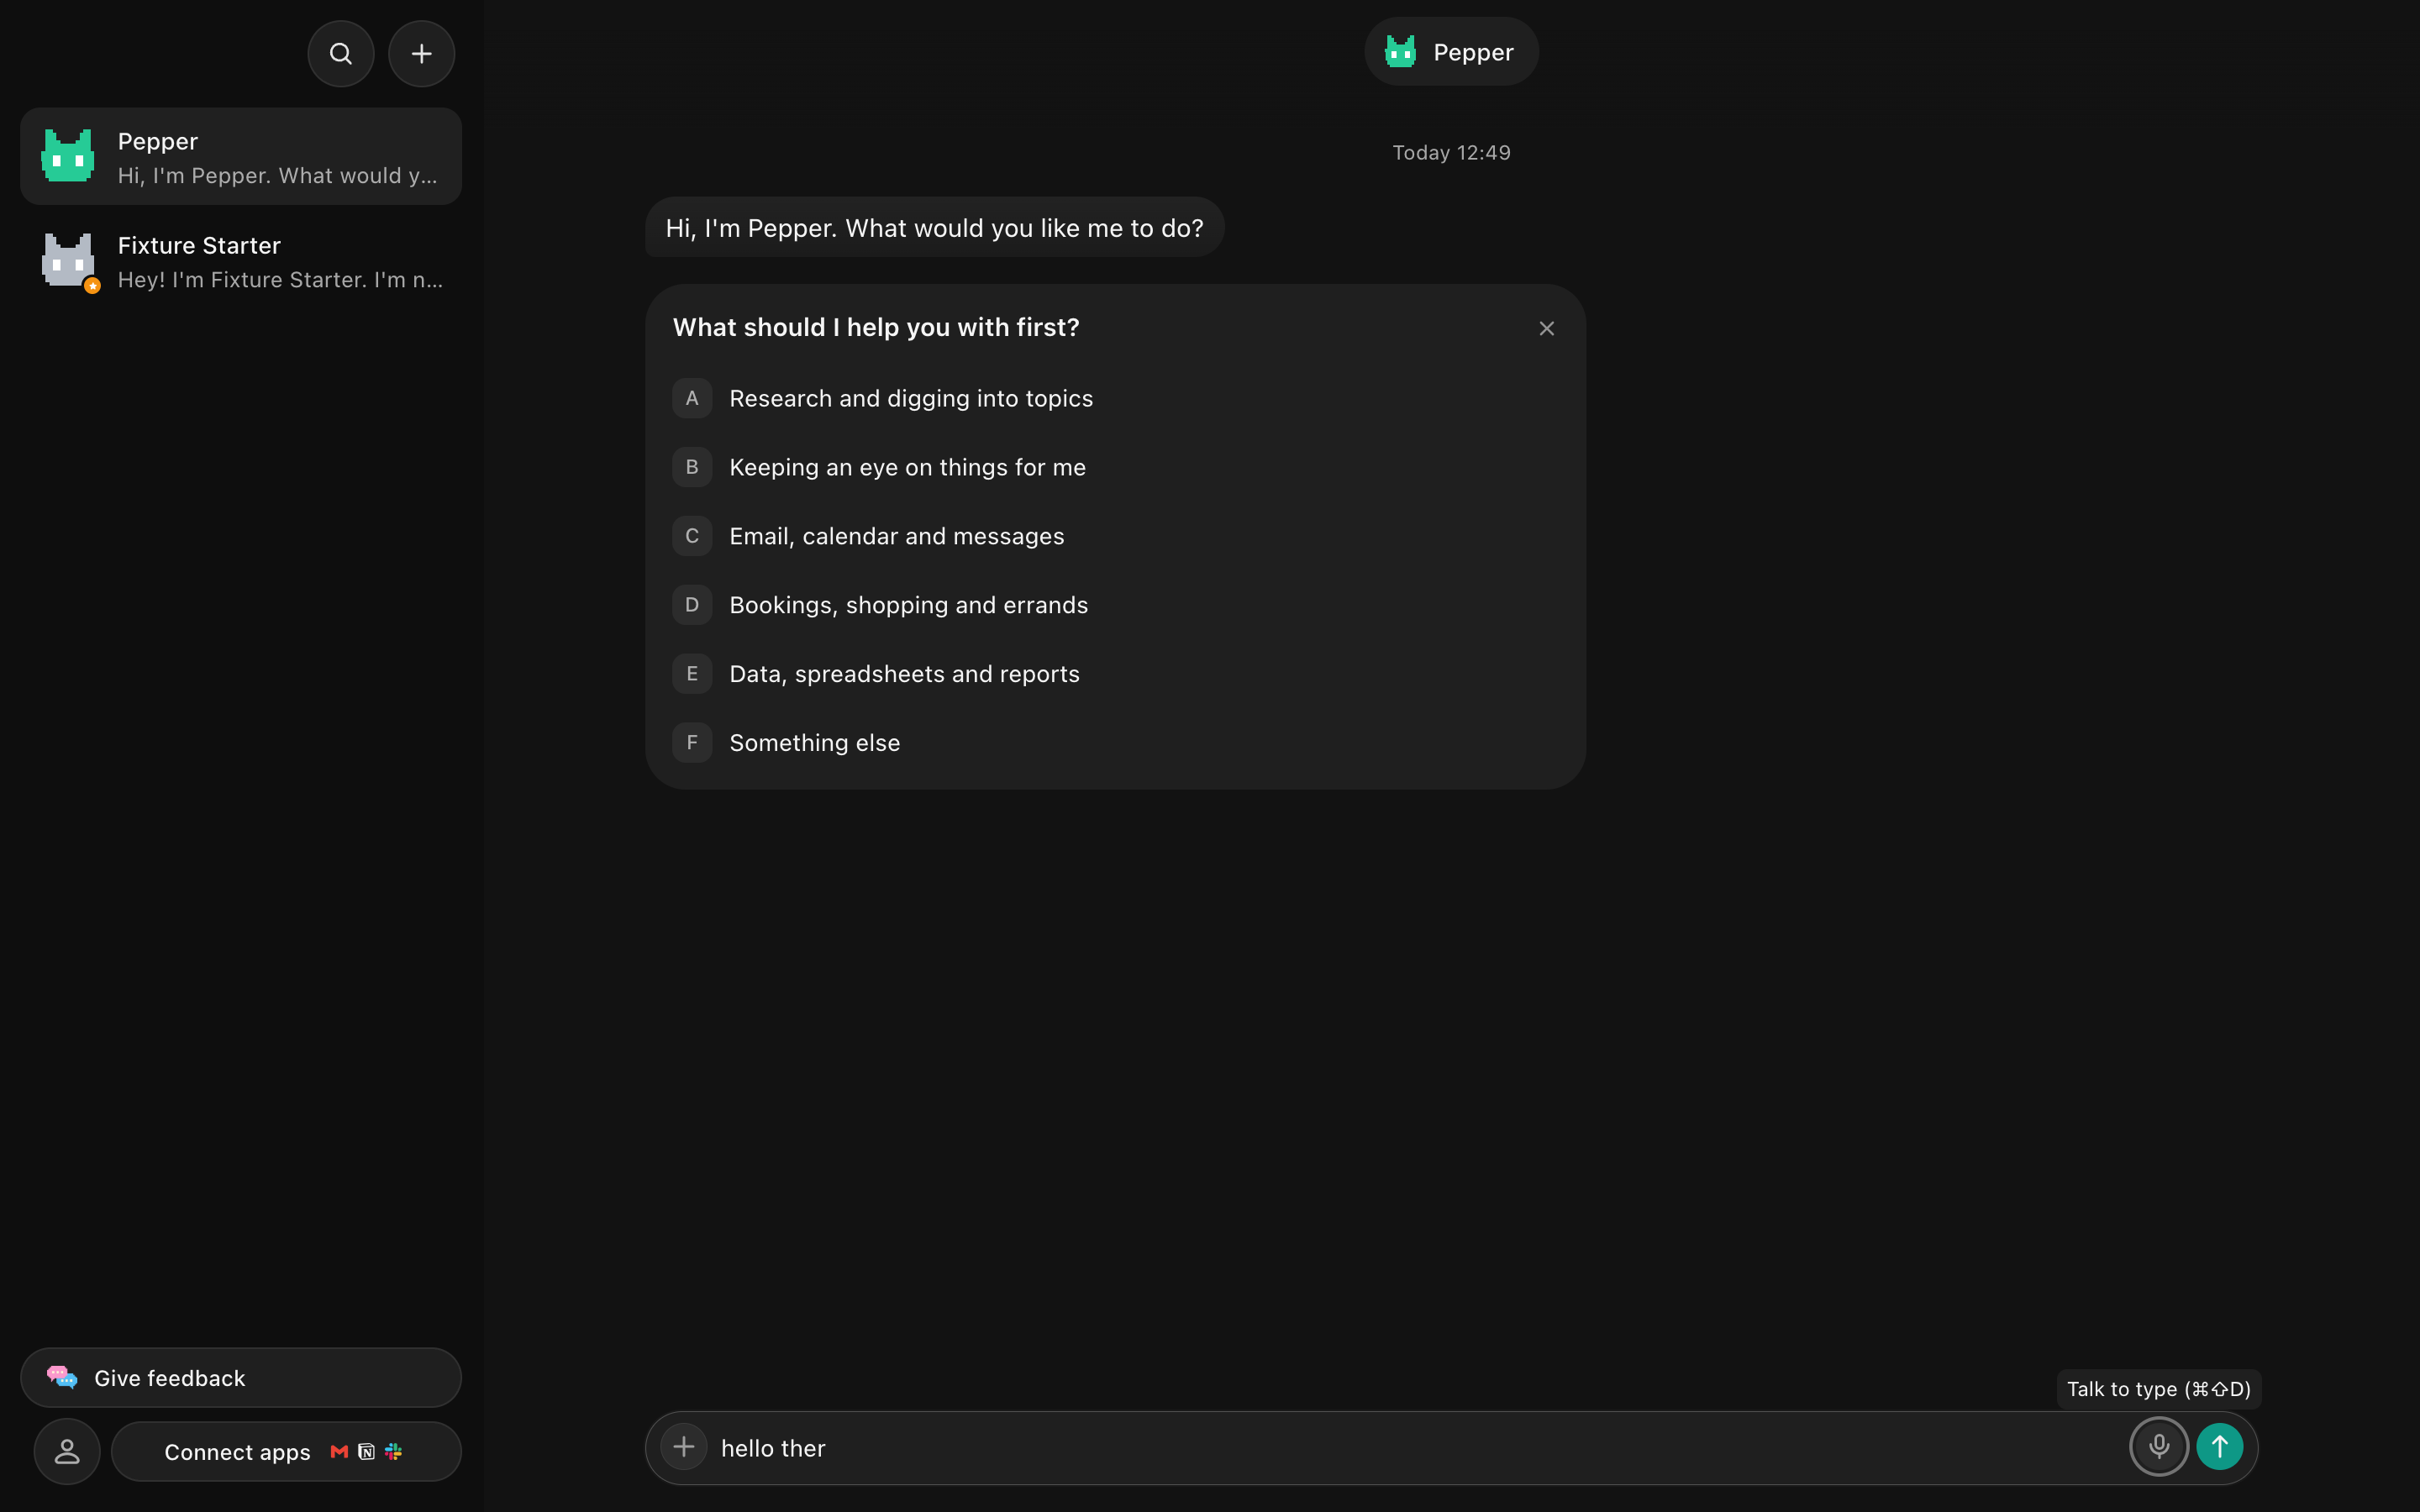 Pepper
Hi, I'm Pepper. What would y...
Fixture Starter
Hey! I'm Fixture Starter. I'm n...
Give feedback
Connect apps
Pepper
Today 12:49
Hi, I'm Pepper. What would you like me to do?
What should I help you with first?
A Research and digging into topics
B Keeping an eye on things for me
C Email, calendar and messages
D Bookings, shopping and errands
E Data, spreadsheets and reports
F Something else
Talk to type (⌘⇧D)
hello ther